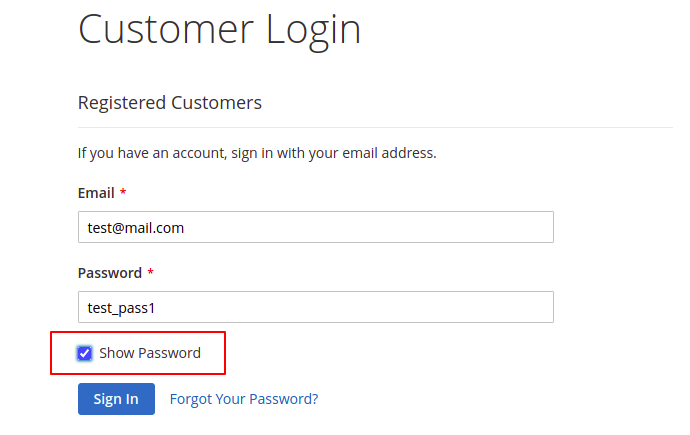 Customer Login
Registered Customers
If you have an account, sign in with your email address.
Email *
test@mail.com
Password *
test_pass1
Show Password
Sign In Forgot Your Password?